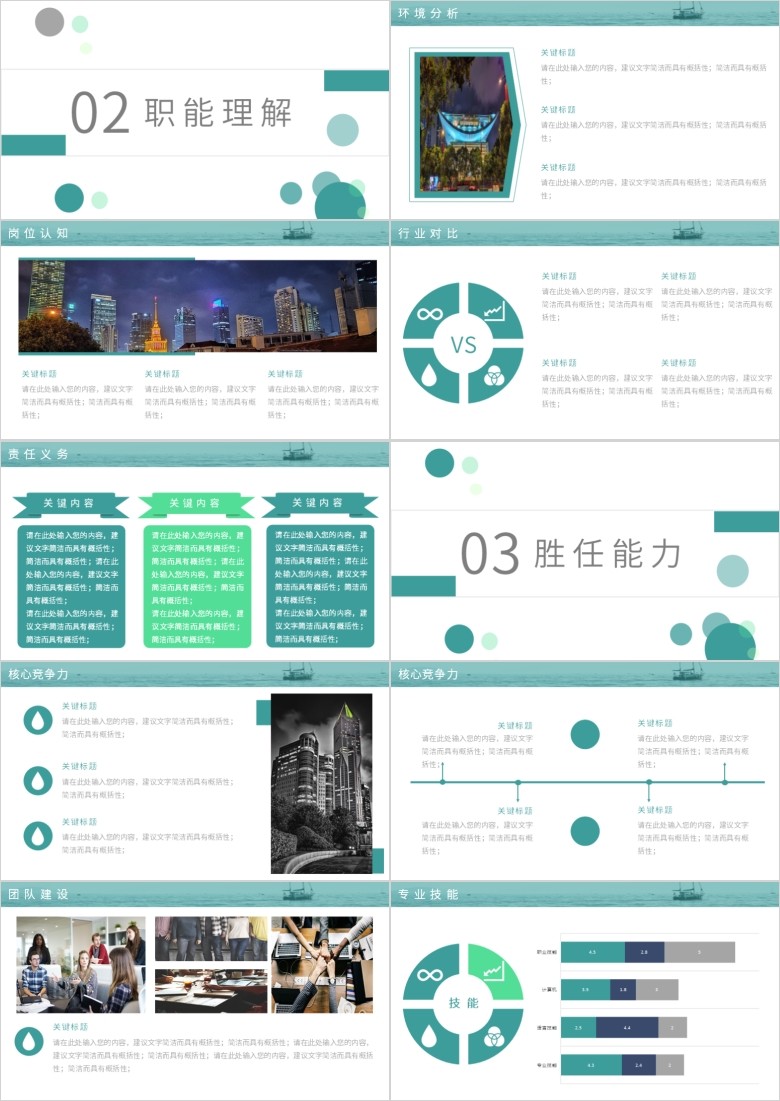 02 职能理解
环境分析
关键标题
请在此处输入您的内容，建议文字简洁而具有概括性；简洁而具有概括
性；
关键标题
请在此处输入您的内容，建议文字简洁而具有概括性；简洁而具有概括
性；
关键标题
请在此处输入您的内容，建议文字简洁而具有概括性；简洁而具有概括
性；
岗位认知
关键标题
请在此处输入您的内容，建议文字
简洁而具有概括性；简洁而具有概
括性；
关键标题
请在此处输入您的内容，建议文字
简洁而具有概括性；简洁而具有概
括性；
关键标题
请在此处输入您的内容，建议文字
简洁而具有概括性；简洁而具有概
括性；
行业对比
VS
关键标题
请在此处输入您的内容，建议文字
简洁而具有概括性；简洁而具有概
括性；
关键标题
请在此处输入您的内容，建议文字
简洁而具有概括性；简洁而具有概
括性；
关键标题
请在此处输入您的内容，建议文字
简洁而具有概括性；简洁而具有概
括性；
关键标题
请在此处输入您的内容，建议文字
简洁而具有概括性；简洁而具有概
括性；
责任义务
关键内容
请在此处输入您的内容，建
议文字简洁而具有概括性；
简洁而具有概括性；请在此
处输入您的内容，建议文字
简洁而具有概括性；简洁而
具有概括性；
请在此处输入您的内容，建
议文字简洁而具有概括性；
简洁而具有概括性；
关键内容
请在此处输入您的内容，建
议文字简洁而具有概括性；
简洁而具有概括性；请在此
处输入您的内容，建议文字
简洁而具有概括性；简洁而
具有概括性；
请在此处输入您的内容，建
议文字简洁而具有概括性；
简洁而具有概括性；
关键内容
请在此处输入您的内容，建
议文字简洁而具有概括性；
简洁而具有概括性；请在此
处输入您的内容，建议文字
简洁而具有概括性；简洁而
具有概括性；
请在此处输入您的内容，建
议文字简洁而具有概括性；
简洁而具有概括性；
03 胜任能力
核心竞争力
关键标题
请在此处输入您的内容，建议文字简洁而具有概括性；
简洁而具有概括性；
关键标题
请在此处输入您的内容，建议文字简洁而具有概括性；
简洁而具有概括性；
关键标题
请在此处输入您的内容，建议文字简洁而具有概括性；
简洁而具有概括性；
核心竞争力
关键标题
请在此处输入您的内容，建议文字
简洁而具有概括性；简洁而具有概
括性；
关键标题
请在此处输入您的内容，建议文字
简洁而具有概括性；简洁而具有概
括性；
关键标题
请在此处输入您的内容，建议文字
简洁而具有概括性；简洁而具有概
括性；
关键标题
请在此处输入您的内容，建议文字
简洁而具有概括性；简洁而具有概
括性；
团队建设
关键标题
请在此处输入您的内容，建议文字简洁而具有概括性；简洁而具有概括性；请在此处输入您的内容，
建议文字简洁而具有概括性；简洁而具有概括性；请在此处输入您的内容，建议文字简洁而具有概括
性；简洁而具有概括性；
专业技能
技能
职业技能 4.5 2.8 5
计算机 3.5 1.8 3
语言技能 2.5 4.4 2
专业技能 4.3 2.4 2